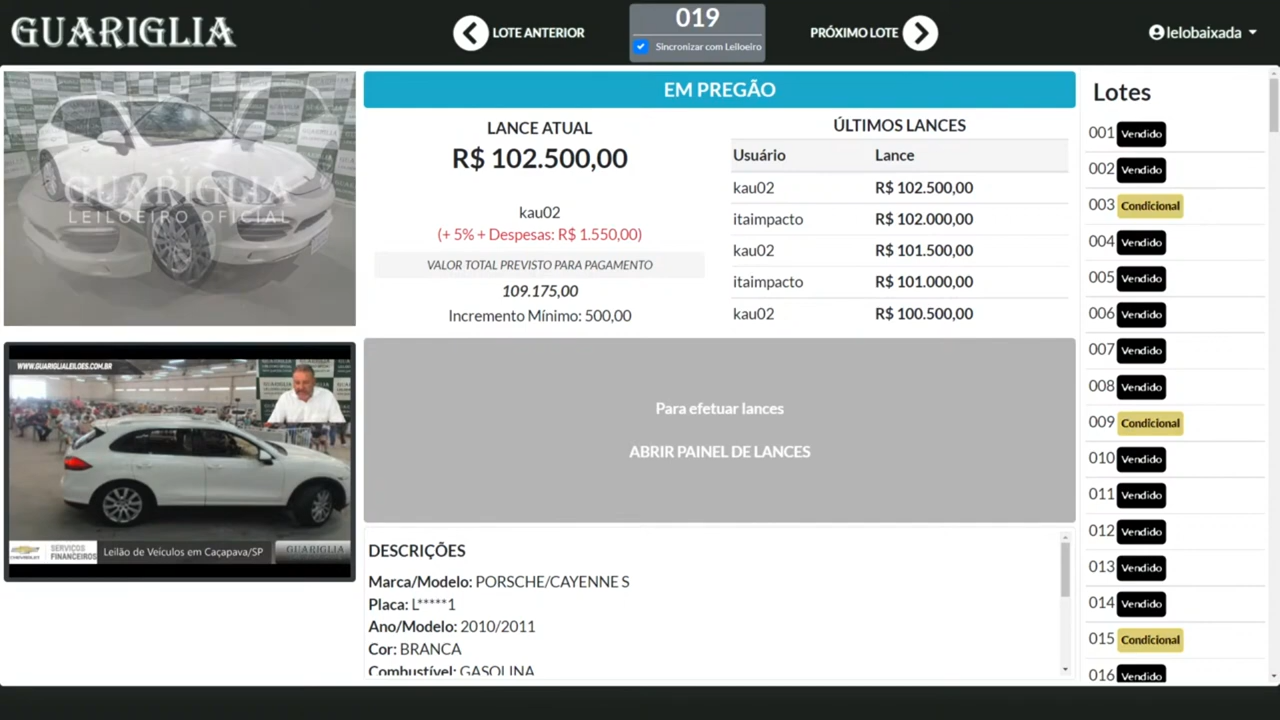 GUARIGLIA
LOTE ANTERIOR
019
Sincronizar com Leiloeiro
PRÓXIMO LOTE
lelobaixada
GUARIGLIA
LEILOEIRO OFICIAL
EM PREGÃO
LANCE ATUAL
R$ 102.500,00
kau02
(+ 5% + Despesas: R$ 1.550,00)
VALOR TOTAL PREVISTO PARA PAGAMENTO
109.175,00
Incremento Mínimo: 500,00
ÚLTIMOS LANCES
Usuário Lance
kau02 R$ 102.500,00
itaimpacto R$ 102.000,00
kau02 R$ 101.500,00
itaimpacto R$ 101.000,00
kau02 R$ 100.500,00
Para efetuar lances
ABRIR PAINEL DE LANCES
WWW.GUARIGLIALEILOES.COM.BR
CHEVROLET
SERVIÇOS
FINANCEIROS
Leilão de Veículos em Caçapava/SP
GUARIGLIA
DESCRIÇÕES
Marca/Modelo: PORSCHE/CAYENNE S
Placa: L*****1
Ano/Modelo: 2010/2011
Cor: BRANCA
Combustível: GASOLINA
Lotes
001 Vendido
002 Vendido
003 Condicional
004 Vendido
005 Vendido
006 Vendido
007 Vendido
008 Vendido
009 Condicional
010 Vendido
011 Vendido
012 Vendido
013 Vendido
014 Vendido
015 Condicional
016 Vendido